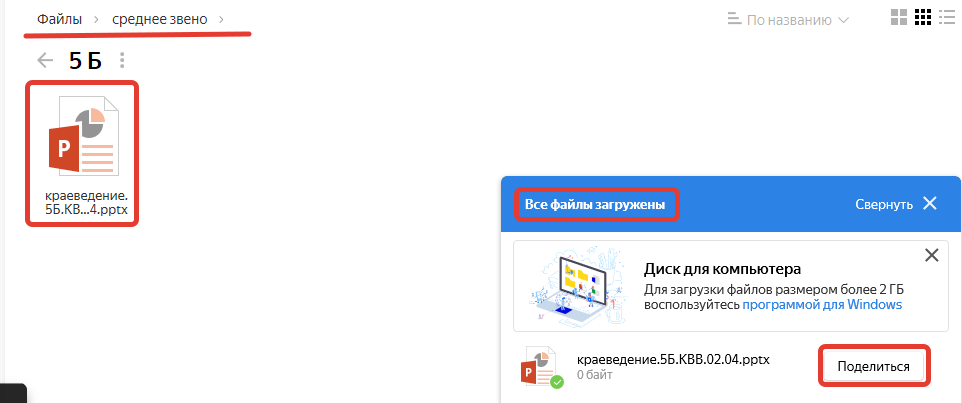 Файлы > среднее звено >
По названию
5 Б
P
краеведение.
5Б.КВ...4.pptx
Все файлы загружены
Свернуть
Диск для компьютера
Для загрузки файлов размером более 2 ГБ
воспользуйтесь программой для Windows
P
краеведение.5Б.КВВ.02.04.pptx
0 байт
Поделиться